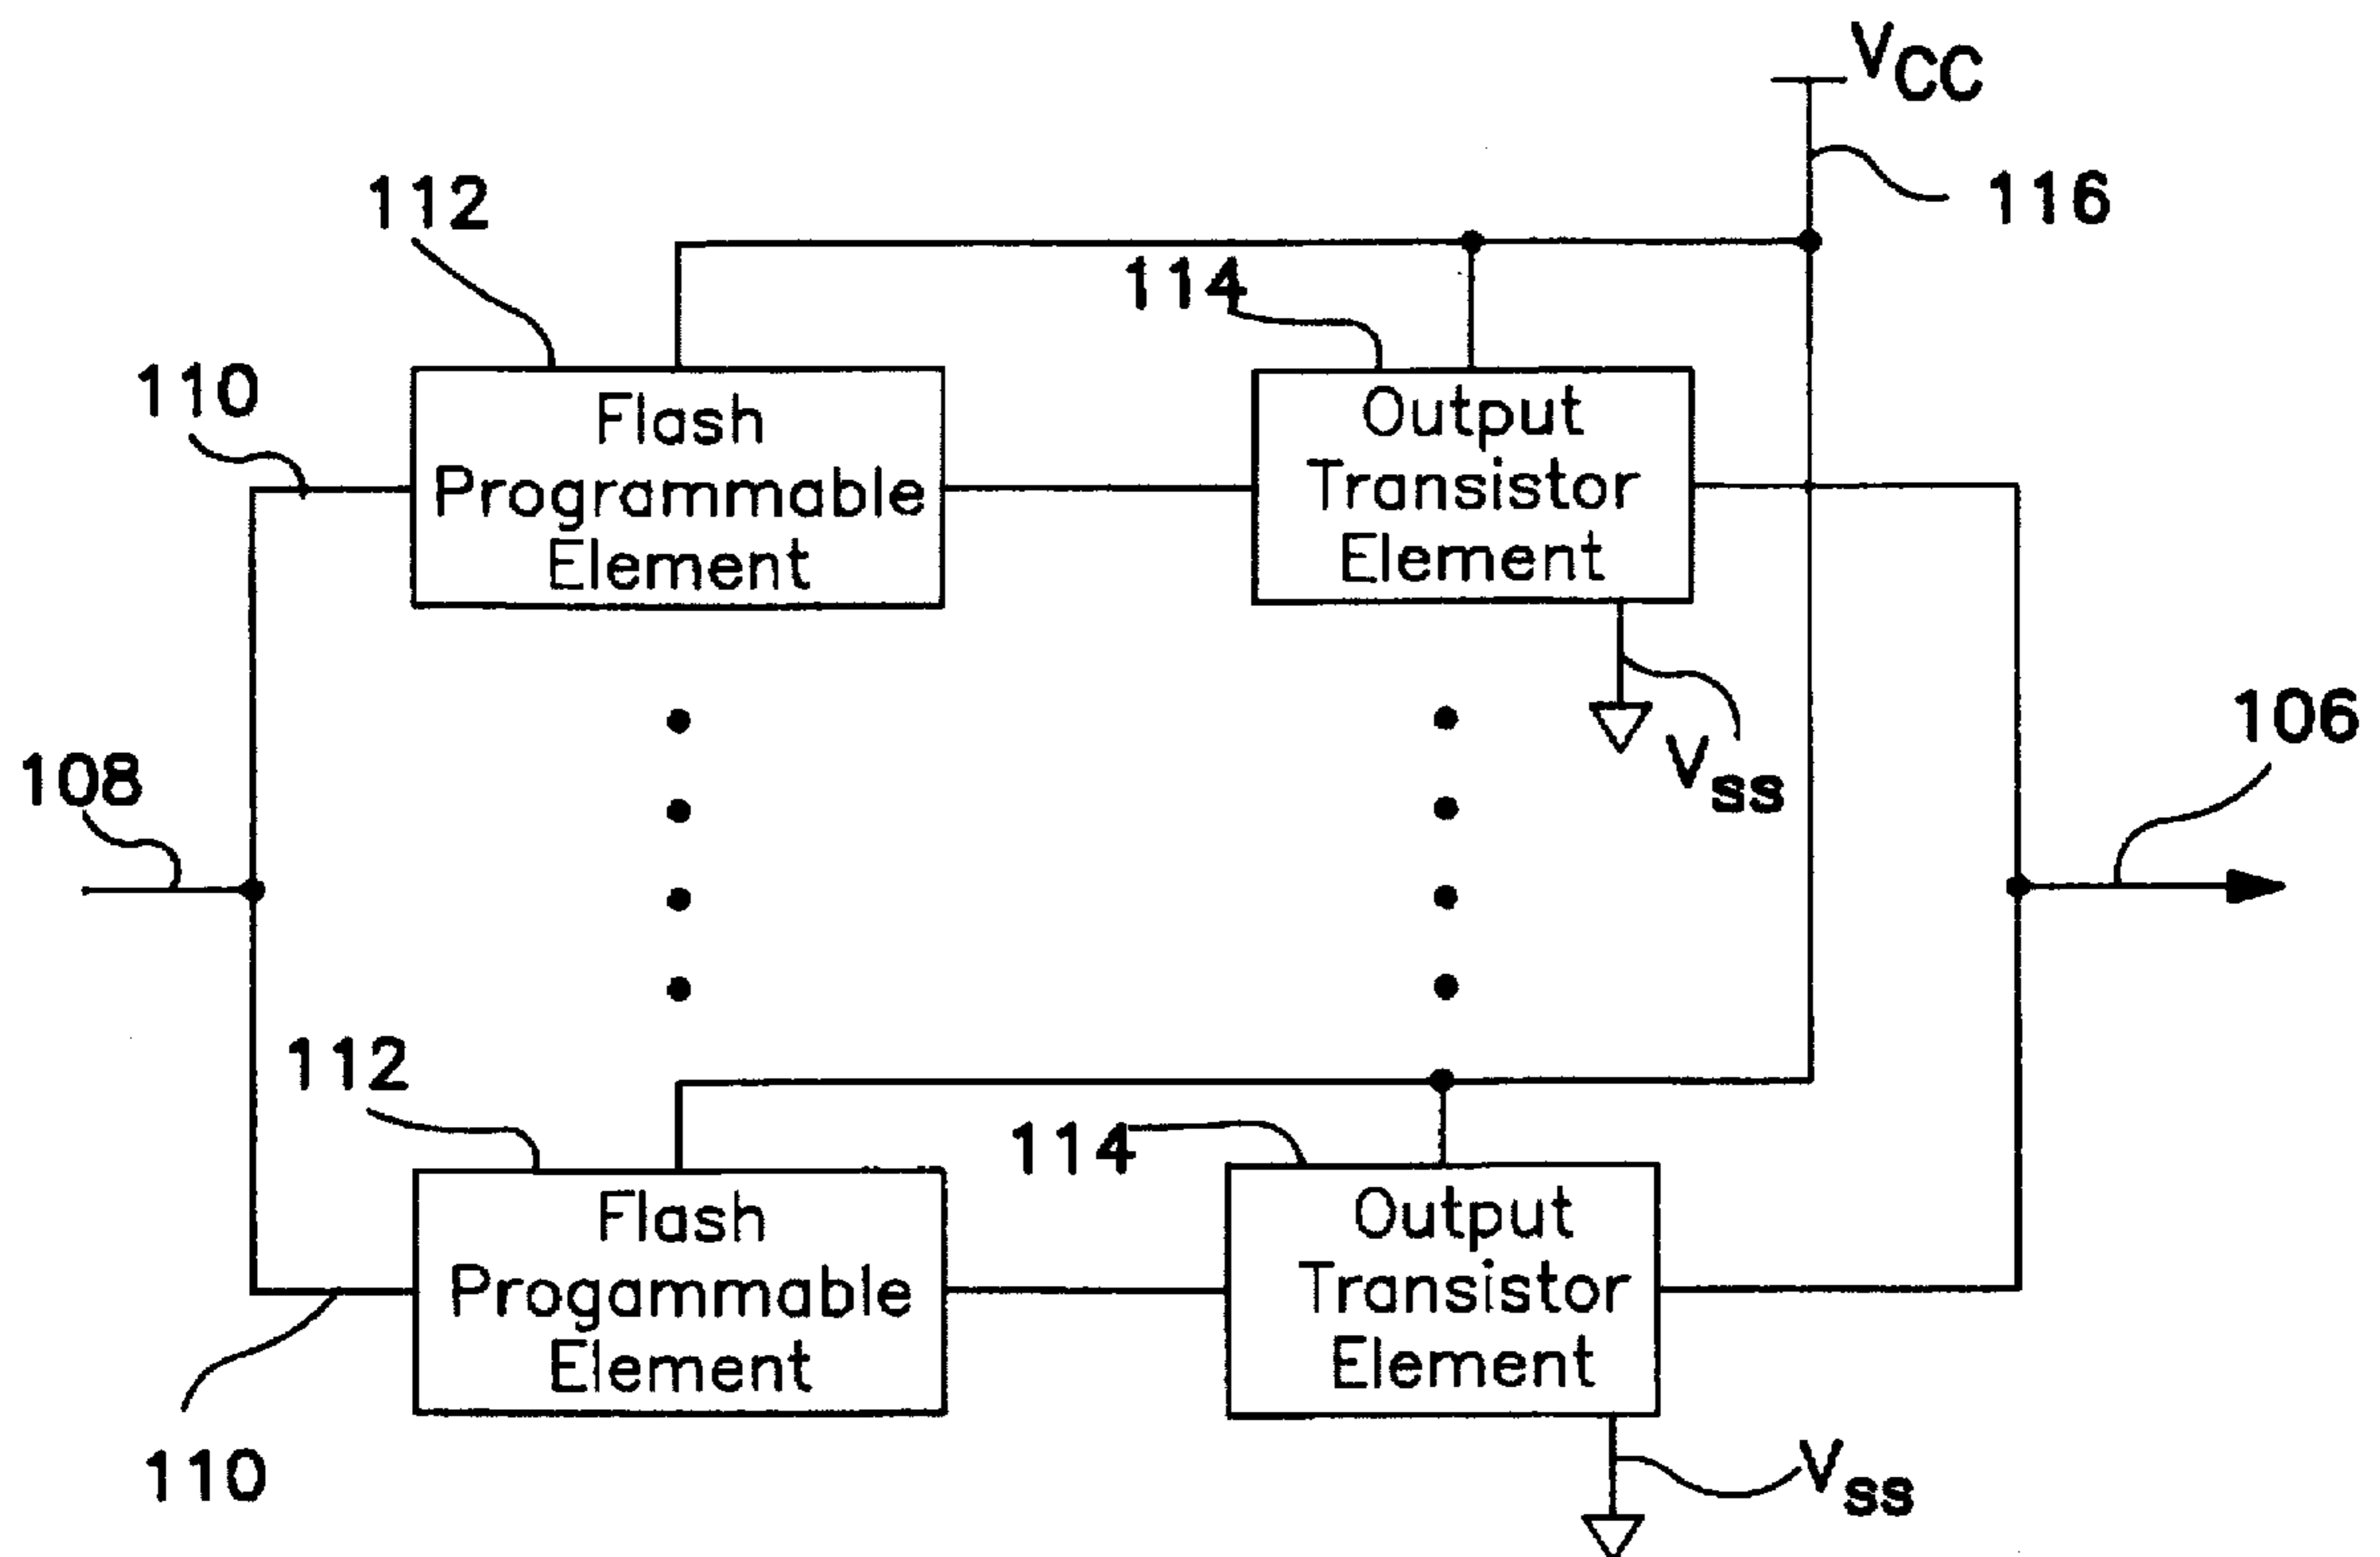 VCC
116
112
114
110
Flash
Programmable
Element
Output
Transistor
Element
Vss
106
108
112
114
Flash
Progammable
Element
Output
Transistor
Element
110
Vss